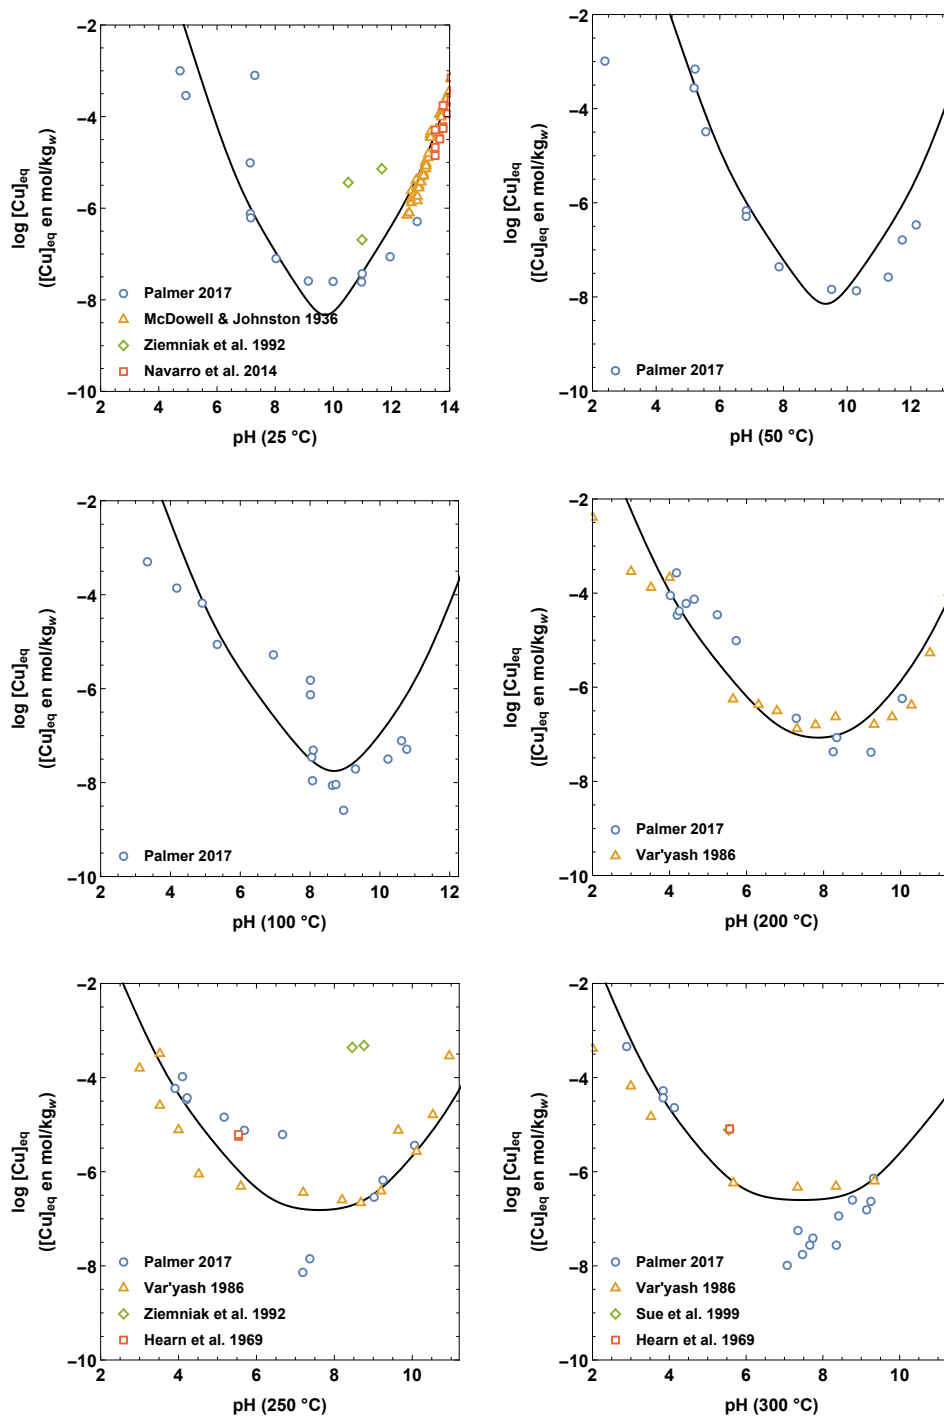 −2
−4
−6
−8
−10
log [Cu]eq
([Cu]eq en mol/kgw)
Palmer 2017
McDowell & Johnston 1936
Ziemniak et al. 1992
Navarro et al. 2014
2 4 6 8 10 12 14
pH (25 °C)
−2
−4
−6
−8
−10
log [Cu]eq
([Cu]eq en mol/kgw)
Palmer 2017
2 4 6 8 10 12
pH (50 °C)
−2
−4
−6
−8
−10
log [Cu]eq
([Cu]eq en mol/kgw)
Palmer 2017
2 4 6 8 10 12
pH (100 °C)
−2
−4
−6
−8
−10
log [Cu]eq
([Cu]eq en mol/kgw)
Palmer 2017
Var'yash 1986
2 4 6 8 10
pH (200 °C)
−2
−4
−6
−8
−10
log [Cu]eq
([Cu]eq en mol/kgw)
Palmer 2017
Var'yash 1986
Ziemniak et al. 1992
Hearn et al. 1969
2 4 6 8 10
pH (250 °C)
−2
−4
−6
−8
−10
log [Cu]eq
([Cu]eq en mol/kgw)
Palmer 2017
Var'yash 1986
Sue et al. 1999
Hearn et al. 1969
2 4 6 8 10
pH (300 °C)